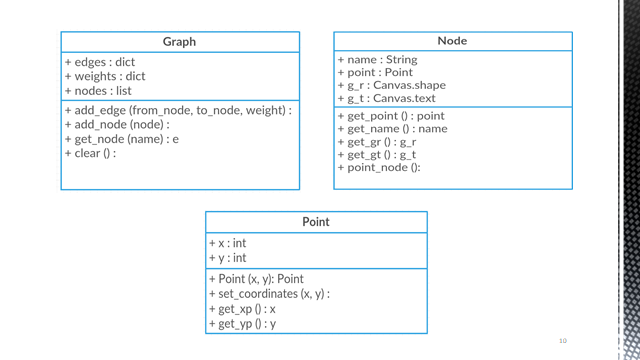 Graph
+ edges : dict
+ weights : dict
+ nodes : list
+ add_edge (from_node, to_node, weight) :
+ add_node (node) :
+ get_node (name) : e
+ clear () :
Node
+ name : String
+ point : Point
+ g_r : Canvas.shape
+ g_t : Canvas.text
+ get_point () : point
+ get_name () : name
+ get_gr () : g_r
+ get_gt () : g_t
+ point_node ():
Point
+ x : int
+ y : int
+ Point (x, y): Point
+ set_coordinates (x, y) :
+ get_xp () : x
+ get_yp () : y
10